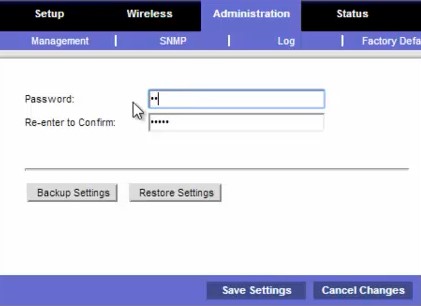 Setup Wireless Administration Status
Management | SNMP | Log | Factory Defa
Password: ••
Re-enter to Confirm: •••••
Backup Settings Restore Settings
Save Settings Cancel Changes